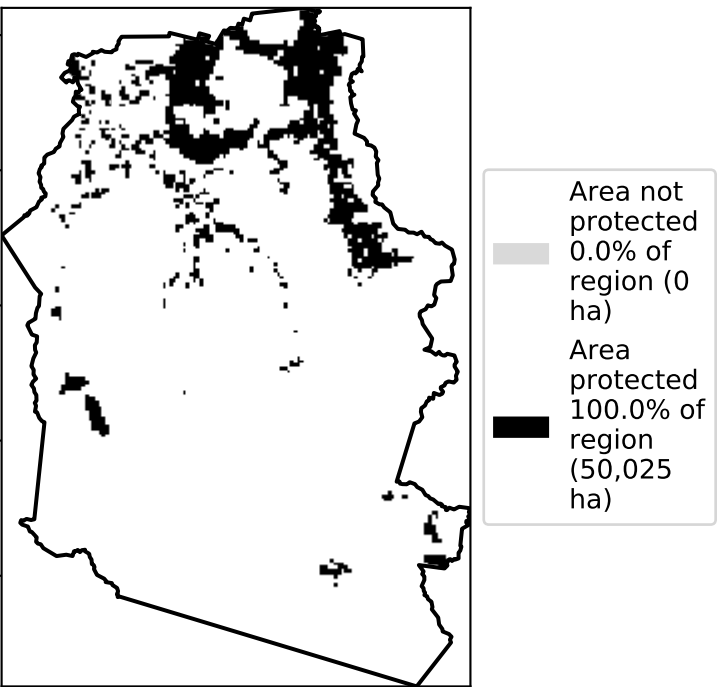 Area not
protected
0.0% of
region (0
ha)
Area
protected
100.0% of
region
(50,025
ha)